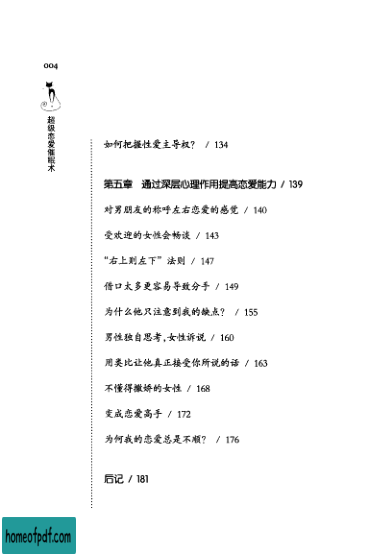 004
超级恋爱催眠术
如何把握性爱主导权? / 134
第五章 通过深层心理作用提高恋爱能力 / 139
对男朋友的称呼左右恋爱的感觉 / 140
受欢迎的女性会畅谈 / 143
“右上则左下”法则 / 147
借口太多更容易导致分手 / 149
为什么他只注意到我的缺点? / 155
男性独自思考,女性诉说 / 160
用类比让他真正接受你所说的话 / 163
不懂得撒娇的女性 / 168
变成恋爱高手 / 172
为何我的恋爱总是不顺? / 176
后记 / 181
homeofpdf.com